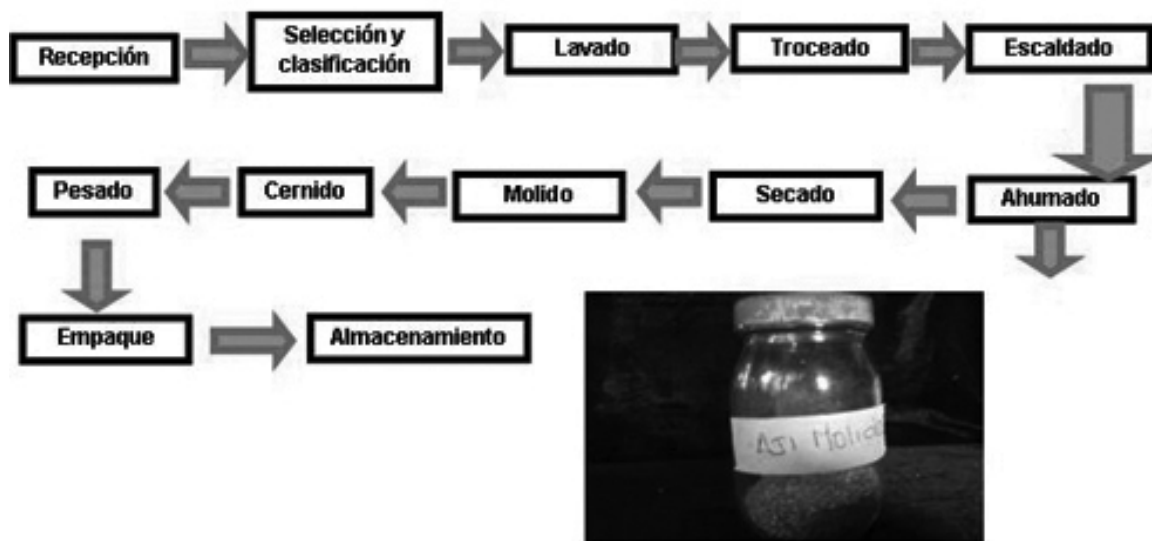 Recepción
Selección y
clasificación
Lavado
Troceado
Escaldado
Ahumado
Secado
Molido
Cernido
Pesado
Empaque
Almacenamiento
AJI Molido